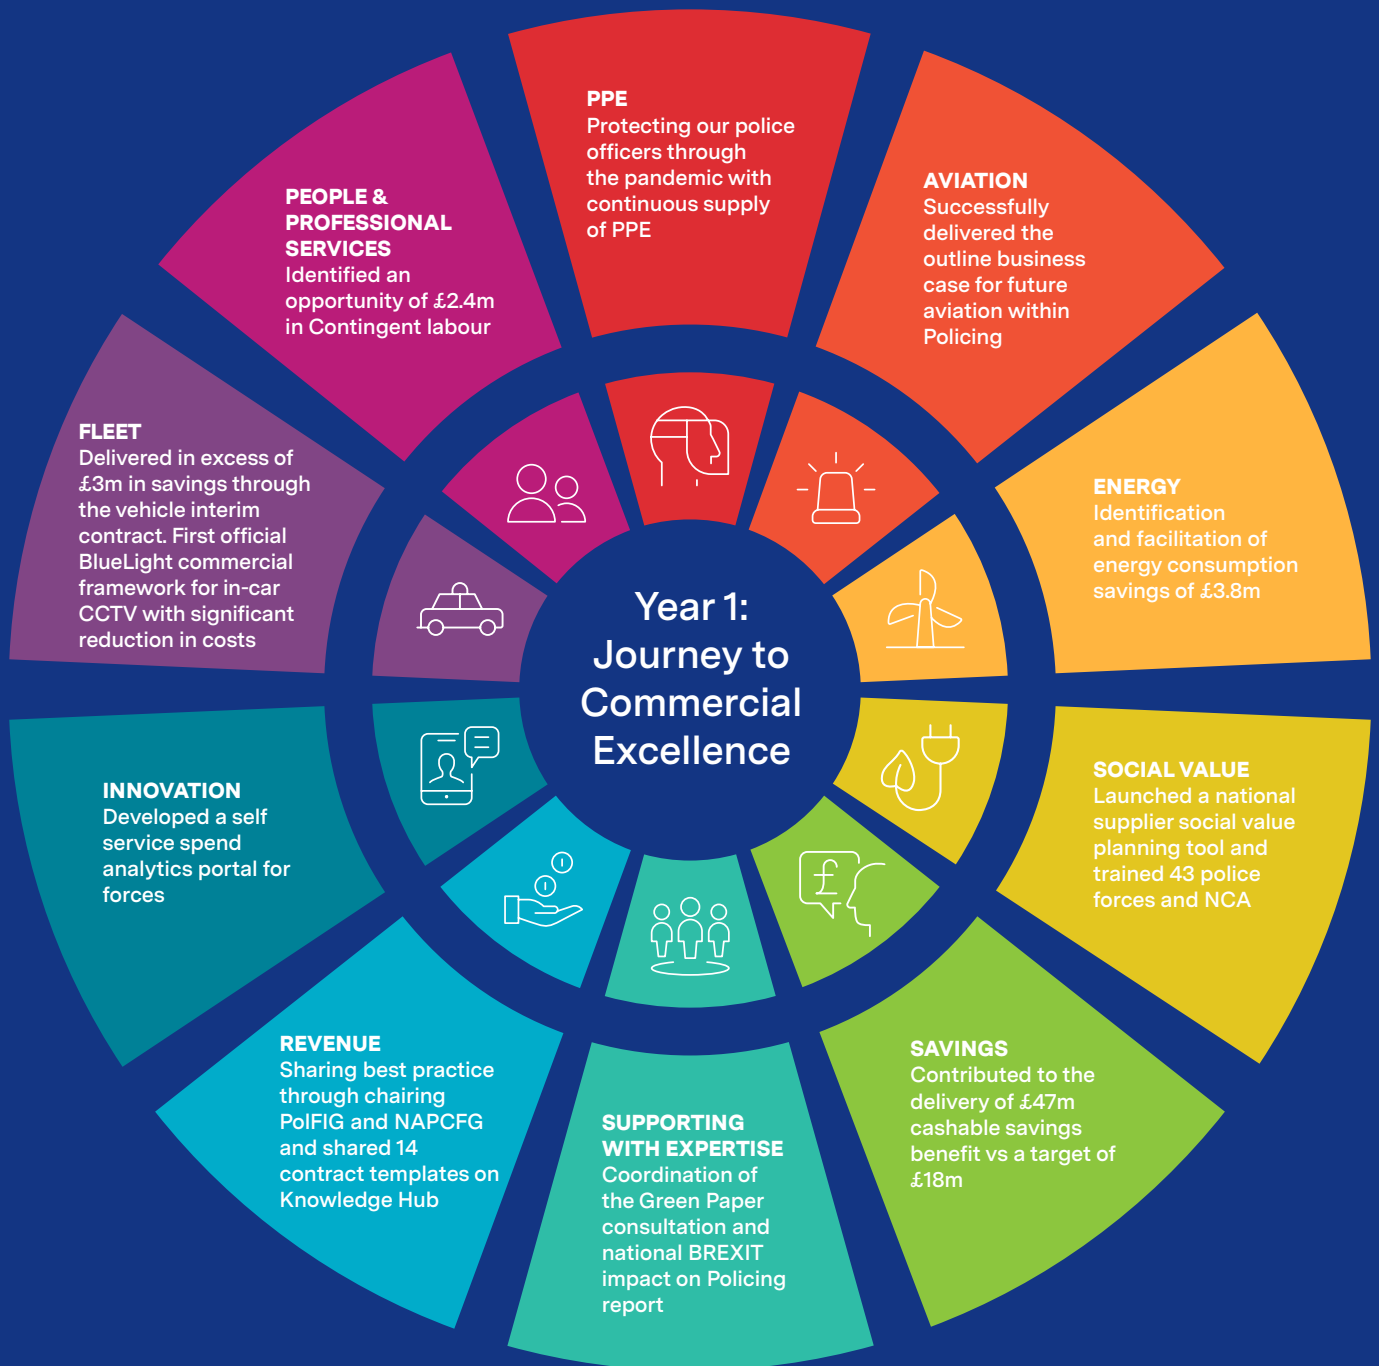 PPE
Protecting our police
officers through
the pandemic with
continuous supply
of PPE
AVIATION
Successfully
delivered the
outline business
case for future
aviation within
Policing
ENERGY
Identification
and facilitation of
energy consumption
savings of £3.8m
SOCIAL VALUE
Launched a national
supplier social value
planning tool and
trained 43 police
forces and NCA
SAVINGS
Contributed to the
delivery of £47m
cashable savings
benefit vs a target of
£18m
SUPPORTING
WITH EXPERTISE
Coordination of
the Green Paper
consultation and
national BREXIT
impact on Policing
report
REVENUE
Sharing best practice
through chairing
PolFIG and NAPCFG
and shared 14
contract templates on
Knowledge Hub
INNOVATION
Developed a self
service spend
analytics portal for
forces
FLEET
Delivered in excess of
£3m in savings through
the vehicle interim
contract. First official
BlueLight commercial
framework for in-car
CCTV with significant
reduction in costs
PEOPLE &
PROFESSIONAL
SERVICES
Identified an
opportunity of £2.4m
in Contingent labour
Year 1:
Journey to
Commercial
Excellence
£